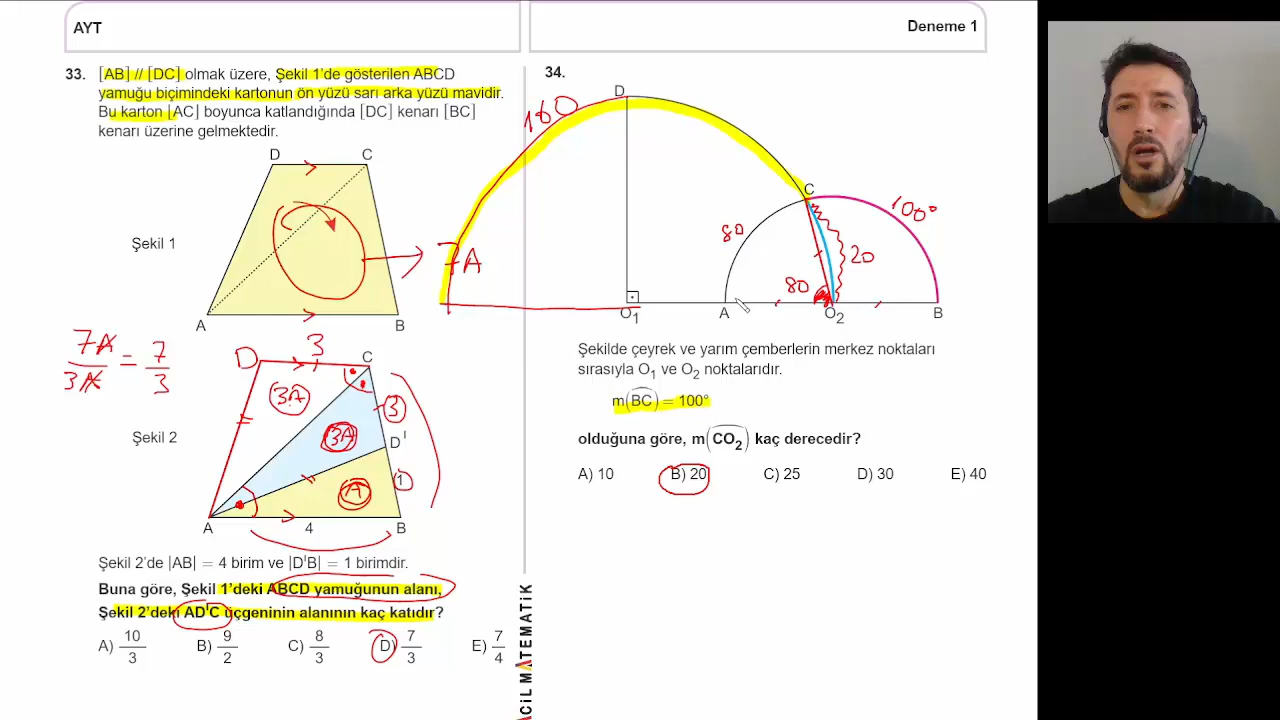 AYT
Deneme 1
33. [AB] // [DC] olmak üzere, Şekil 1'de gösterilen ABCD
yamuğu biçimindeki kartonun ön yüzü sarı arka yüzü mavidir.
Bu karton [AC] boyunca katlandığında [DC] kenarı [BC]
kenarı üzerine gelmektedir.
D C
Şekil 1
7A
A B
7A/3A = 7/3
D 3 C
3A
3
3A
Şekil 2
D'
1
A
A 4 B
Şekil 2'de |AB| = 4 birim ve |D'B| = 1 birimdir.
Buna göre, Şekil 1'deki ABCD yamuğunun alanı,
Şekil 2'deki AD'C üçgeninin alanının kaç katıdır?
A) 10/3 B) 9/2 C) 8/3 D) 7/3 E) 7/4
34.
D
160
C
100°
80
20
80
O1 A O2 B
Şekilde çeyrek ve yarım çemberlerin merkez noktaları
sırasıyla O1 ve O2 noktalarıdır.
m(BC) = 100°
olduğuna göre, m(CO2) kaç derecedir?
A) 10 B) 20 C) 25 D) 30 E) 40
ACİL MATEMATİK